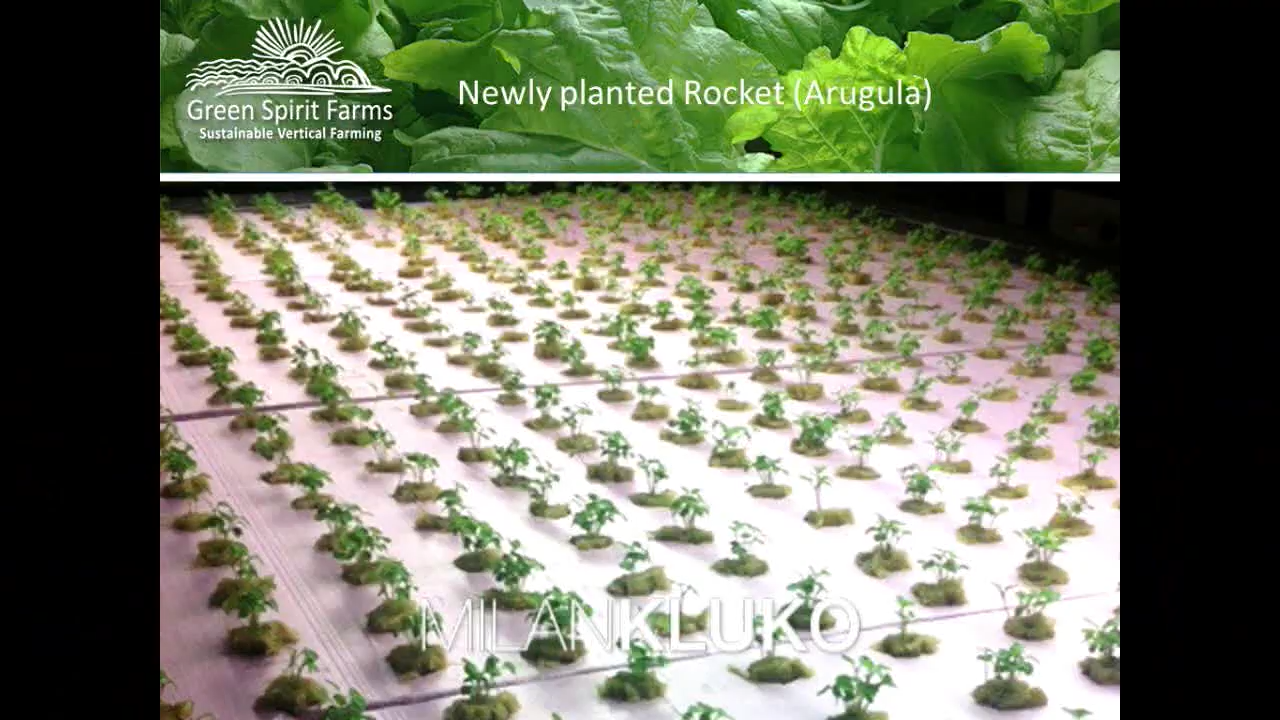 Green Spirit Farms
Sustainable Vertical Farming
Newly planted Rocket (Arugula)
MILANKLUKO